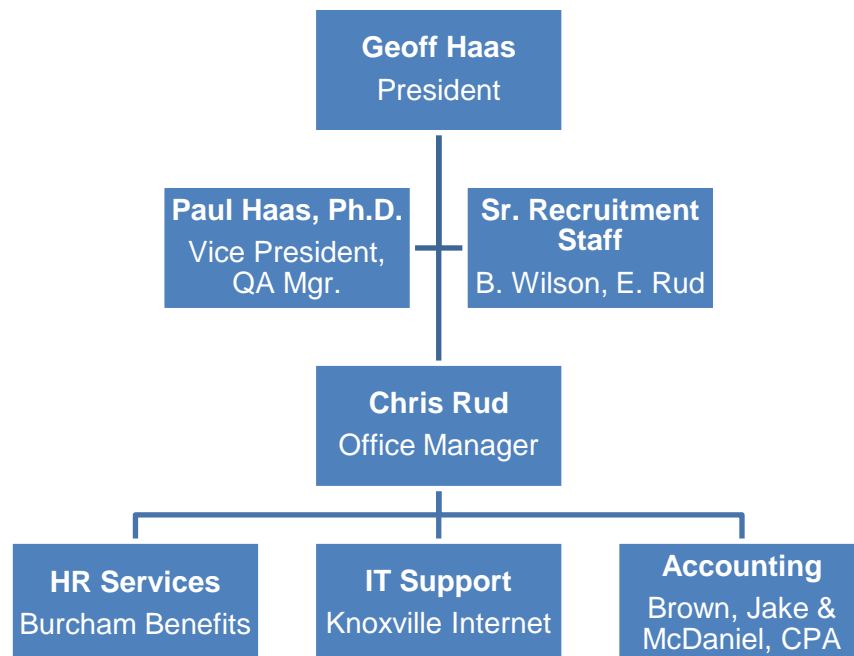 Geoff Haas
President
Paul Haas, Ph.D.
Vice President,
QA Mgr.
Sr. Recruitment
Staff
B. Wilson, E. Rud
Chris Rud
Office Manager
HR Services
Burcham Benefits
IT Support
Knoxville Internet
Accounting
Brown, Jake &
McDaniel, CPA